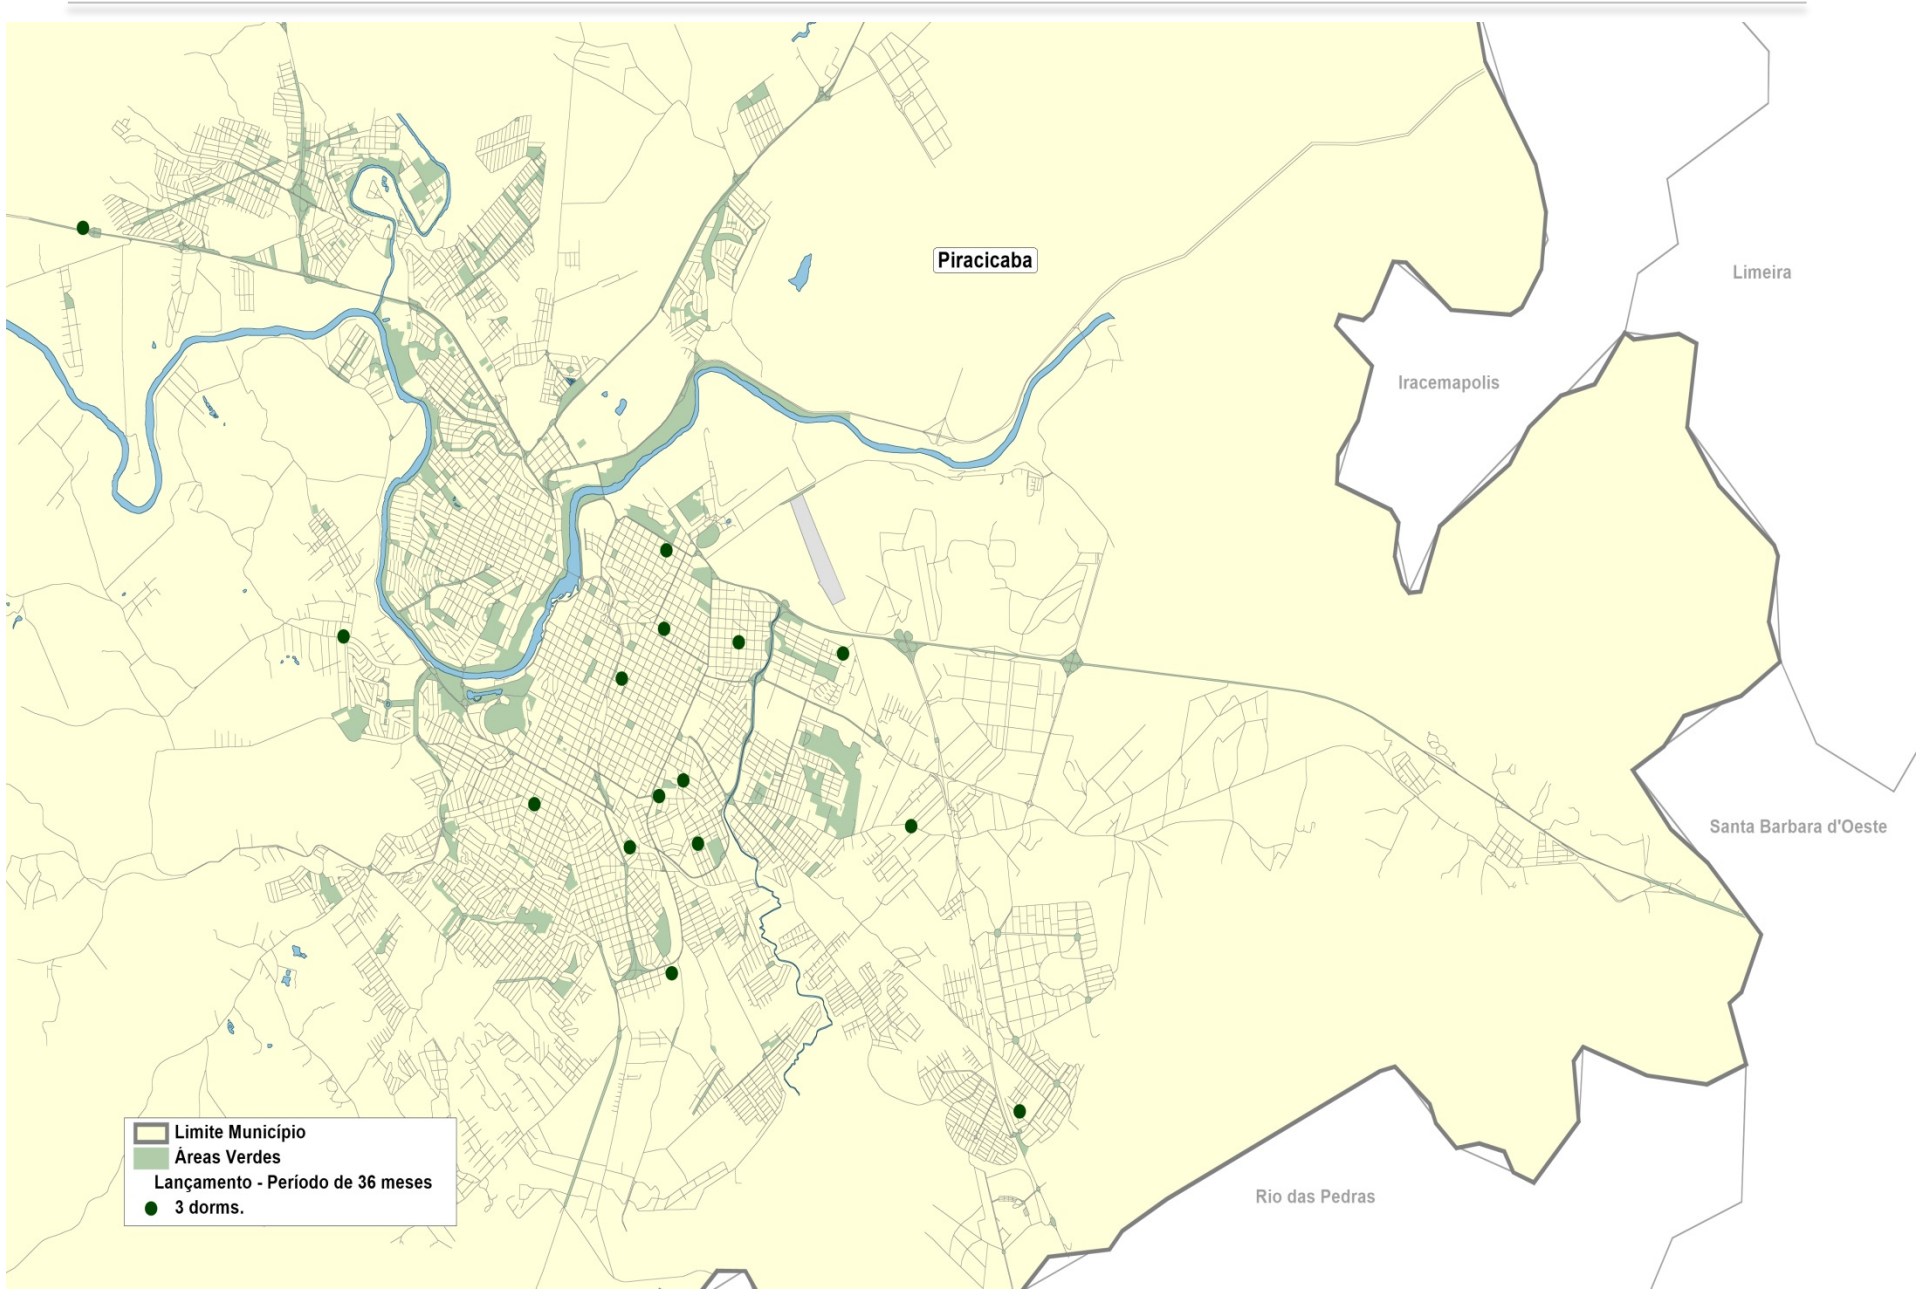 Piracicaba
Limeira
Iracemapolis
Santa Barbara d'Oeste
Rio das Pedras
Limite Município
Áreas Verdes
Lançamento - Período de 36 meses
3 dorms.